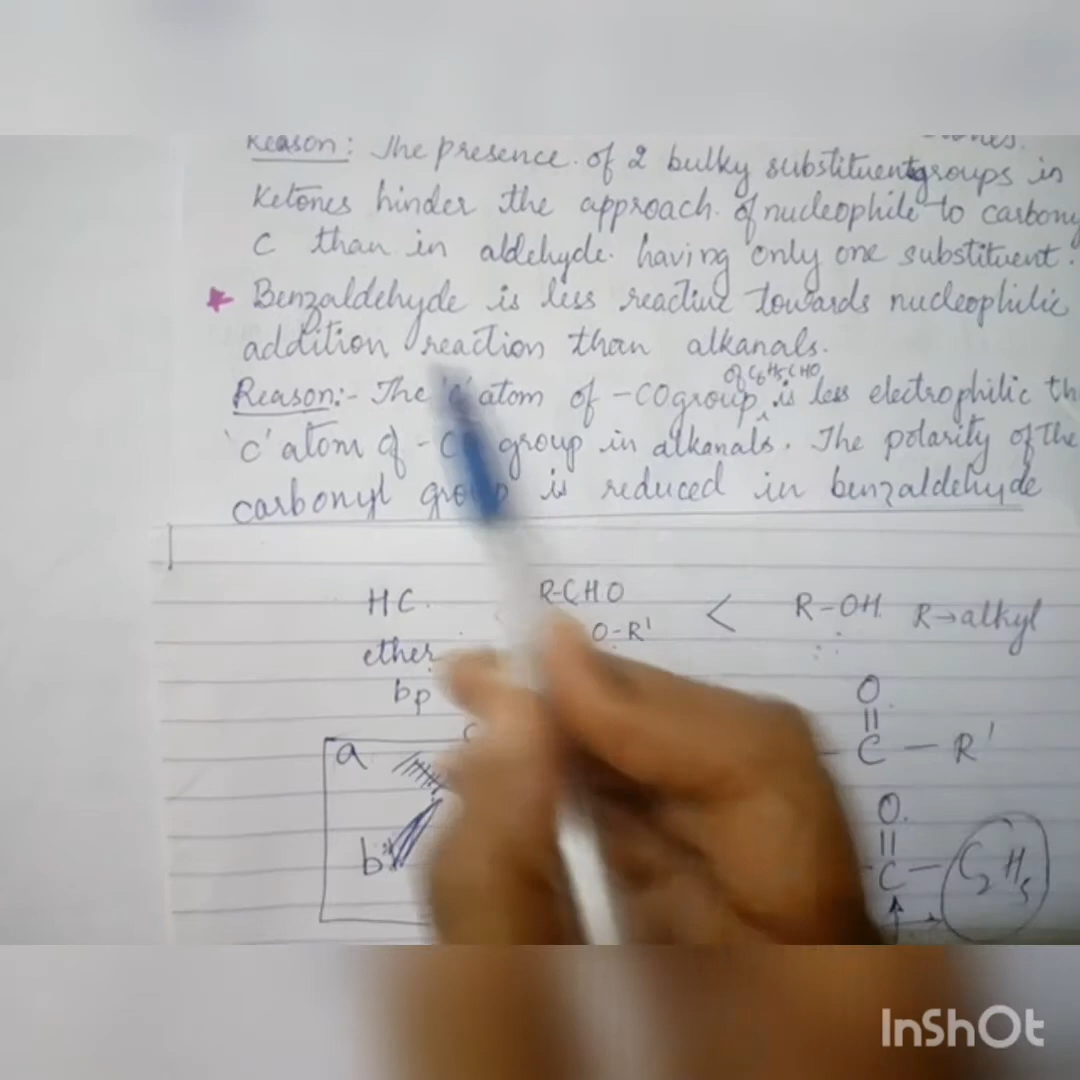 Reason: The presence of 2 bulky substituent groups in
Ketones hinder the approach of nucleophile to carbony
C than in aldehyde having only one substituent.
★ Benzaldehyde is less reactive towards nucleophilic
addition reaction than alkanals.
of C6H5CHO
Reason:- The 'C' atom of -CO group is less electrophilic th
'C' atom of -C group in alkanals. The polarity of the
carbonyl group is reduced in benzaldehyde
HC. R-CHO < R-OH R→alkyl
ether O-R'
bp
O
||
C - R'
a
O
||
b C - C2H5
InShOt